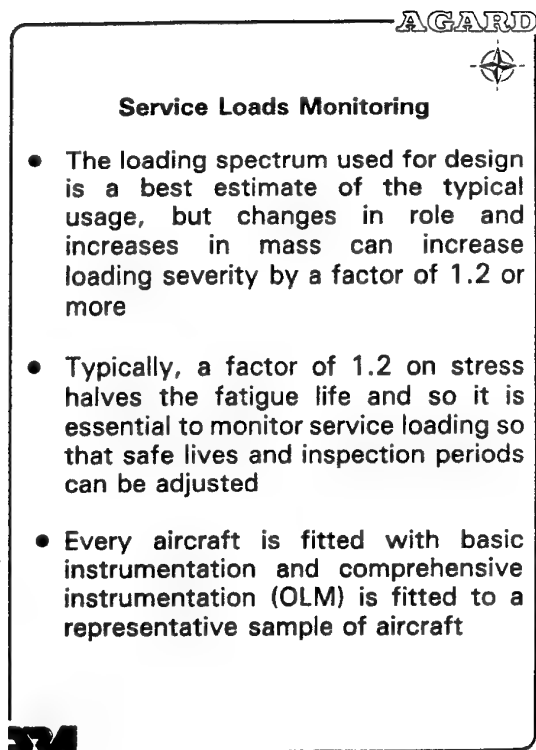 AGARD
Service Loads Monitoring
• The loading spectrum used for design
is a best estimate of the typical
usage, but changes in role and
increases in mass can increase
loading severity by a factor of 1.2 or
more
• Typically, a factor of 1.2 on stress
halves the fatigue life and so it is
essential to monitor service loading so
that safe lives and inspection periods
can be adjusted
• Every aircraft is fitted with basic
instrumentation and comprehensive
instrumentation (OLM) is fitted to a
representative sample of aircraft